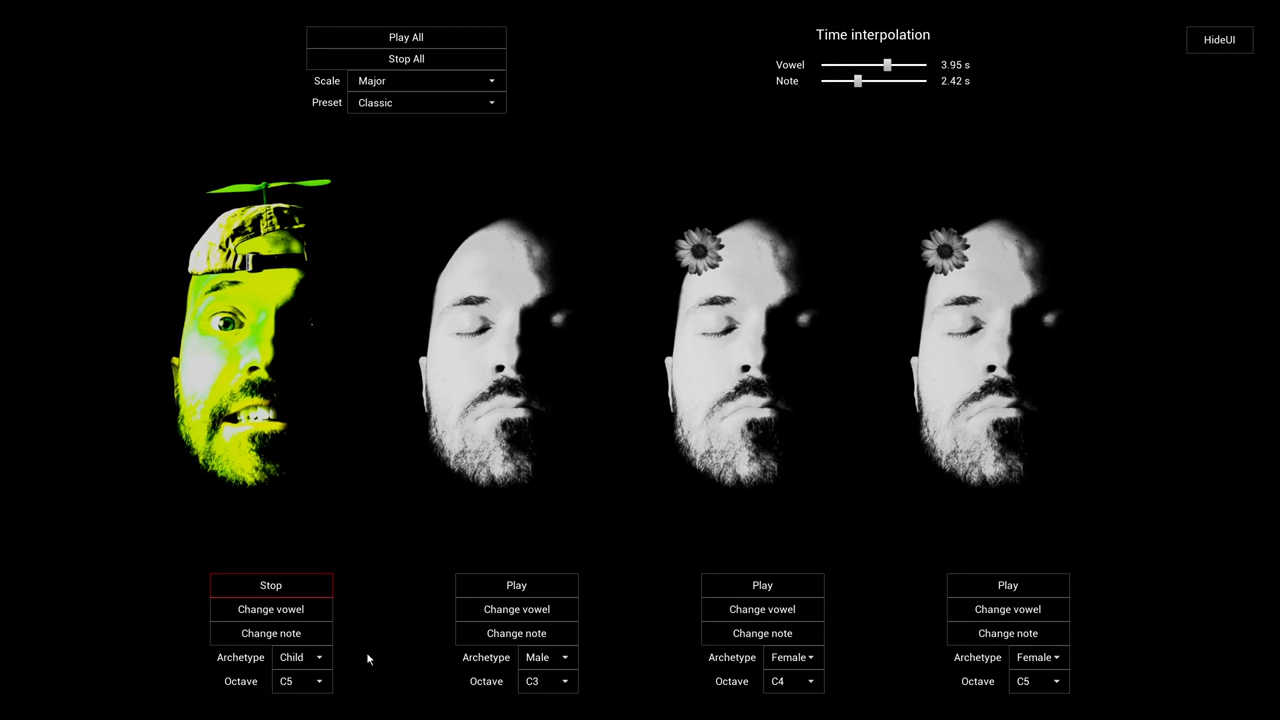 Play All
Stop All
Scale Major
Preset Classic
Time interpolation
Vowel 3.95 s
Note 2.42 s
HideUI
Stop
Change vowel
Change note
Archetype Child
Octave C5
Play
Change vowel
Change note
Archetype Male
Octave C3
Play
Change vowel
Change note
Archetype Female
Octave C4
Play
Change vowel
Change note
Archetype Female
Octave C5